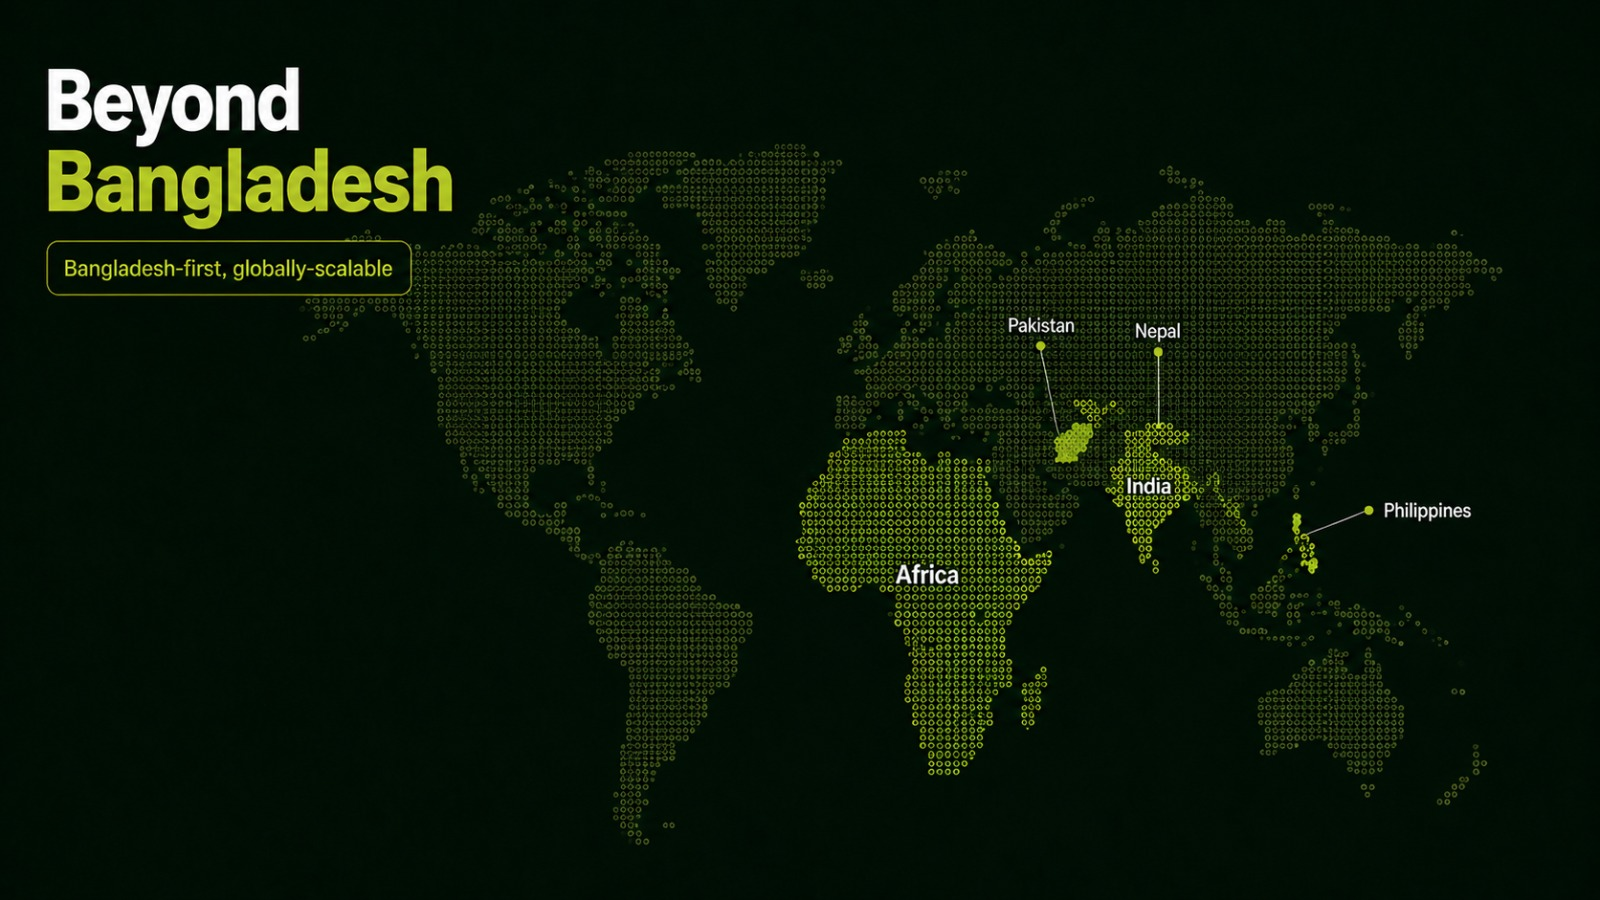 Beyond
Bangladesh
Bangladesh-first, globally-scalable
Pakistan
Nepal
India
Philippines
Africa